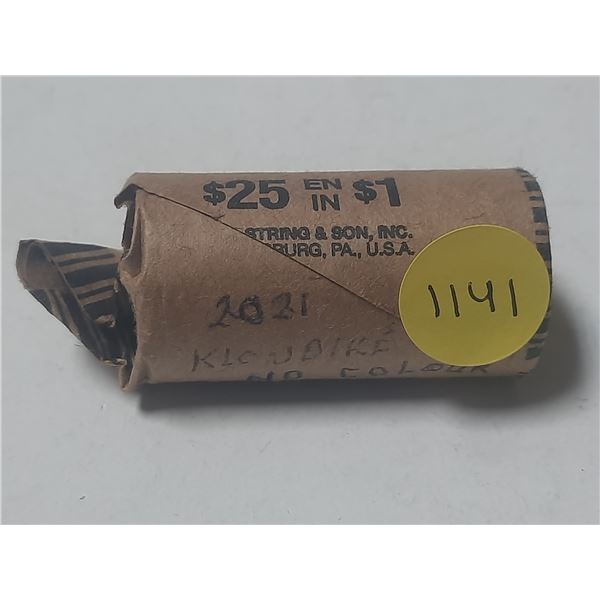 $25 EN IN $1
STRING & SON, INC.
BURG, PA., U.S.A.
2021
KLONDIKE
NO COLOUR
1141